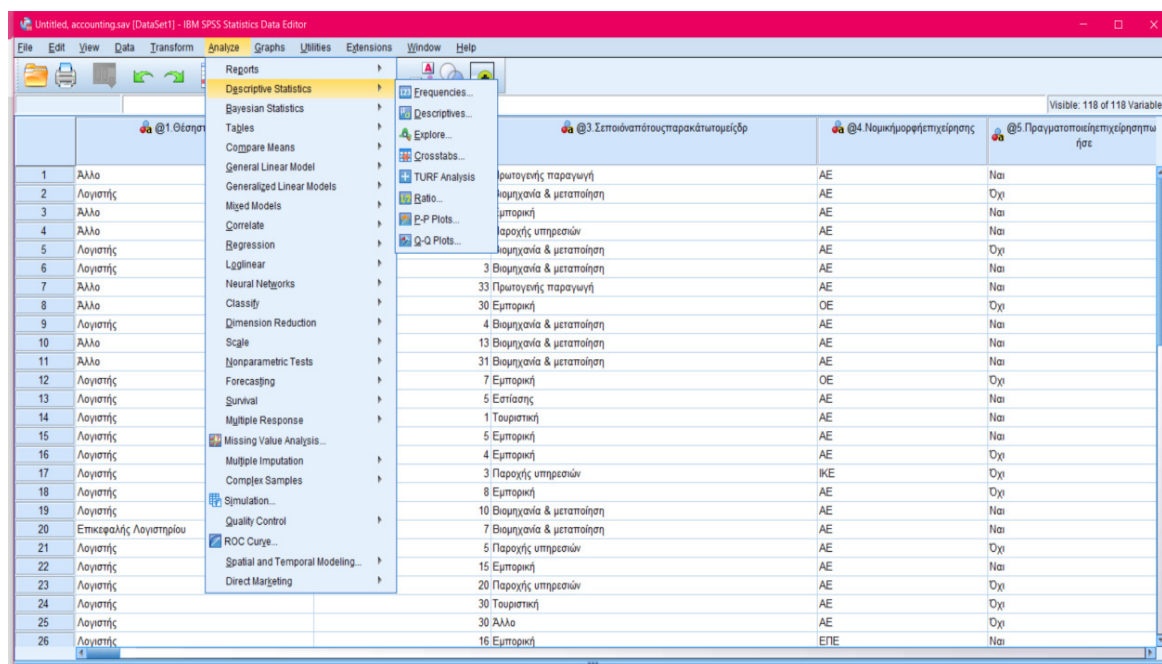 Untitled, accounting.sav [DataSet1] - IBM SPSS Statistics Data Editor
File Edit View Data Transform Analyze Graphs Utilities Extensions Window Help
Visible: 118 of 118 Variable
Reports
Descriptive Statistics
Bayesian Statistics
Tables
Compare Means
General Linear Model
Generalized Linear Models
Mixed Models
Correlate
Regression
Loglinear
Neural Networks
Classify
Dimension Reduction
Scale
Nonparametric Tests
Forecasting
Survival
Multiple Response
Missing Value Analysis...
Multiple Imputation
Complex Samples
Simulation...
Quality Control
ROC Curve...
Spatial and Temporal Modeling...
Direct Marketing
Frequencies...
Descriptives...
Explore...
Crosstabs...
TURF Analysis
Ratio...
P-P Plots...
Q-Q Plots...
@1.Θέσητ @3.Σεποιόναπότουςπαρακάτωτομείςδρ @4.Νομικήμορφήεπιχείρησης @5.Πραγματοποιείηεπιχείρησηπω
ήσε
1 Άλλο Πρωτογενής παραγωγή ΑΕ Ναι
2 Λογιστής Βιομηχανία & μεταποίηση ΑΕ Όχι
3 Άλλο Εμπορική ΑΕ Ναι
4 Άλλο Παροχής υπηρεσιών ΑΕ Ναι
5 Λογιστής Βιομηχανία & μεταποίηση ΑΕ Όχι
6 Λογιστής 3 Βιομηχανία & μεταποίηση ΑΕ Ναι
7 Άλλο 33 Πρωτογενής παραγωγή ΑΕ Ναι
8 Άλλο 30 Εμπορική ΟΕ Όχι
9 Λογιστής 4 Βιομηχανία & μεταποίηση ΑΕ Ναι
10 Άλλο 13 Βιομηχανία & μεταποίηση ΑΕ Ναι
11 Άλλο 31 Βιομηχανία & μεταποίηση ΑΕ Ναι
12 Λογιστής 7 Εμπορική ΟΕ Όχι
13 Λογιστής 5 Εστίασης ΑΕ Ναι
14 Λογιστής 1 Τουριστική ΑΕ Ναι
15 Λογιστής 5 Εμπορική ΑΕ Ναι
16 Λογιστής 4 Εμπορική ΑΕ Όχι
17 Λογιστής 3 Παροχής υπηρεσιών ΙΚΕ Όχι
18 Λογιστής 8 Εμπορική ΑΕ Όχι
19 Λογιστής 10 Βιομηχανία & μεταποίηση ΑΕ Όχι
20 Επικεφαλής Λογιστηρίου 7 Βιομηχανία & μεταποίηση ΑΕ Ναι
21 Λογιστής 5 Παροχής υπηρεσιών ΑΕ Όχι
22 Λογιστής 15 Εμπορική ΑΕ Ναι
23 Λογιστής 20 Παροχής υπηρεσιών ΑΕ Όχι
24 Λογιστής 30 Τουριστική ΑΕ Όχι
25 Λογιστής 30 Άλλο ΑΕ Όχι
26 Λογιστής 16 Εμπορική ΕΠΕ Ναι